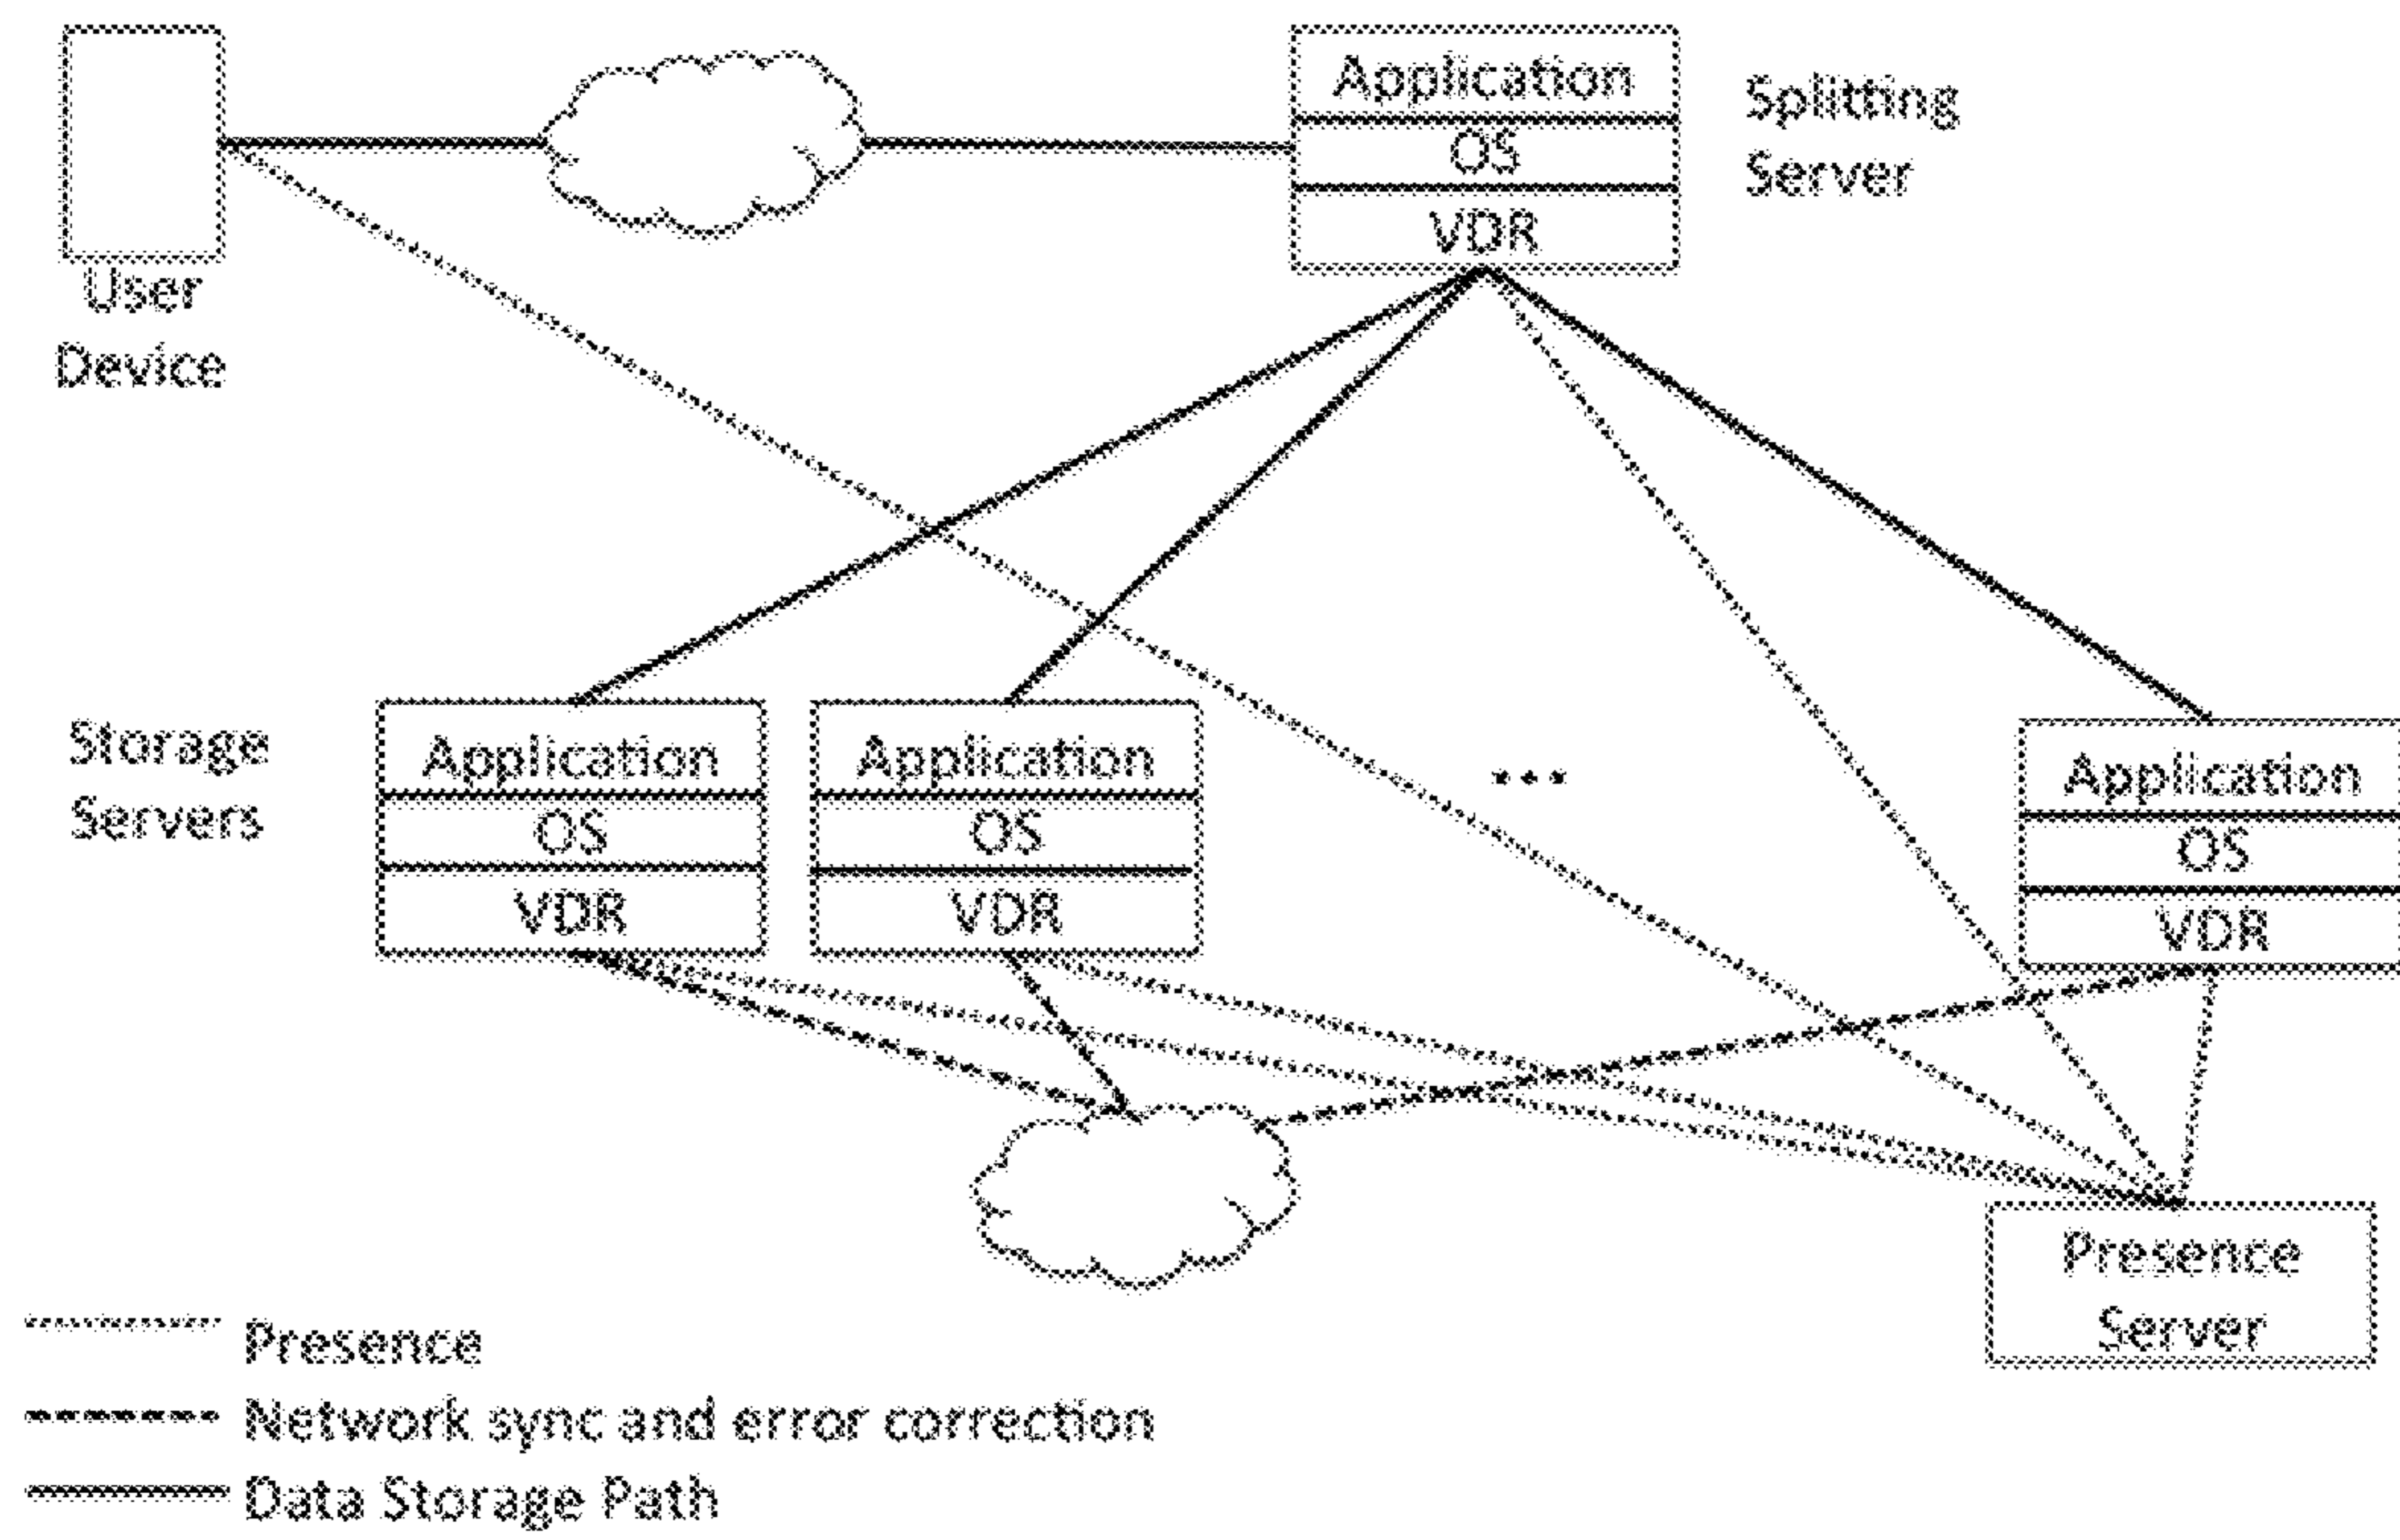 Application
OS
VDR
Splitting
Server
User
Device
Storage
Servers
Application
OS
VDR
Application
OS
VDR
...
Application
OS
VDR
Presence
Server
Presence
Network sync and error correction
Data Storage Path